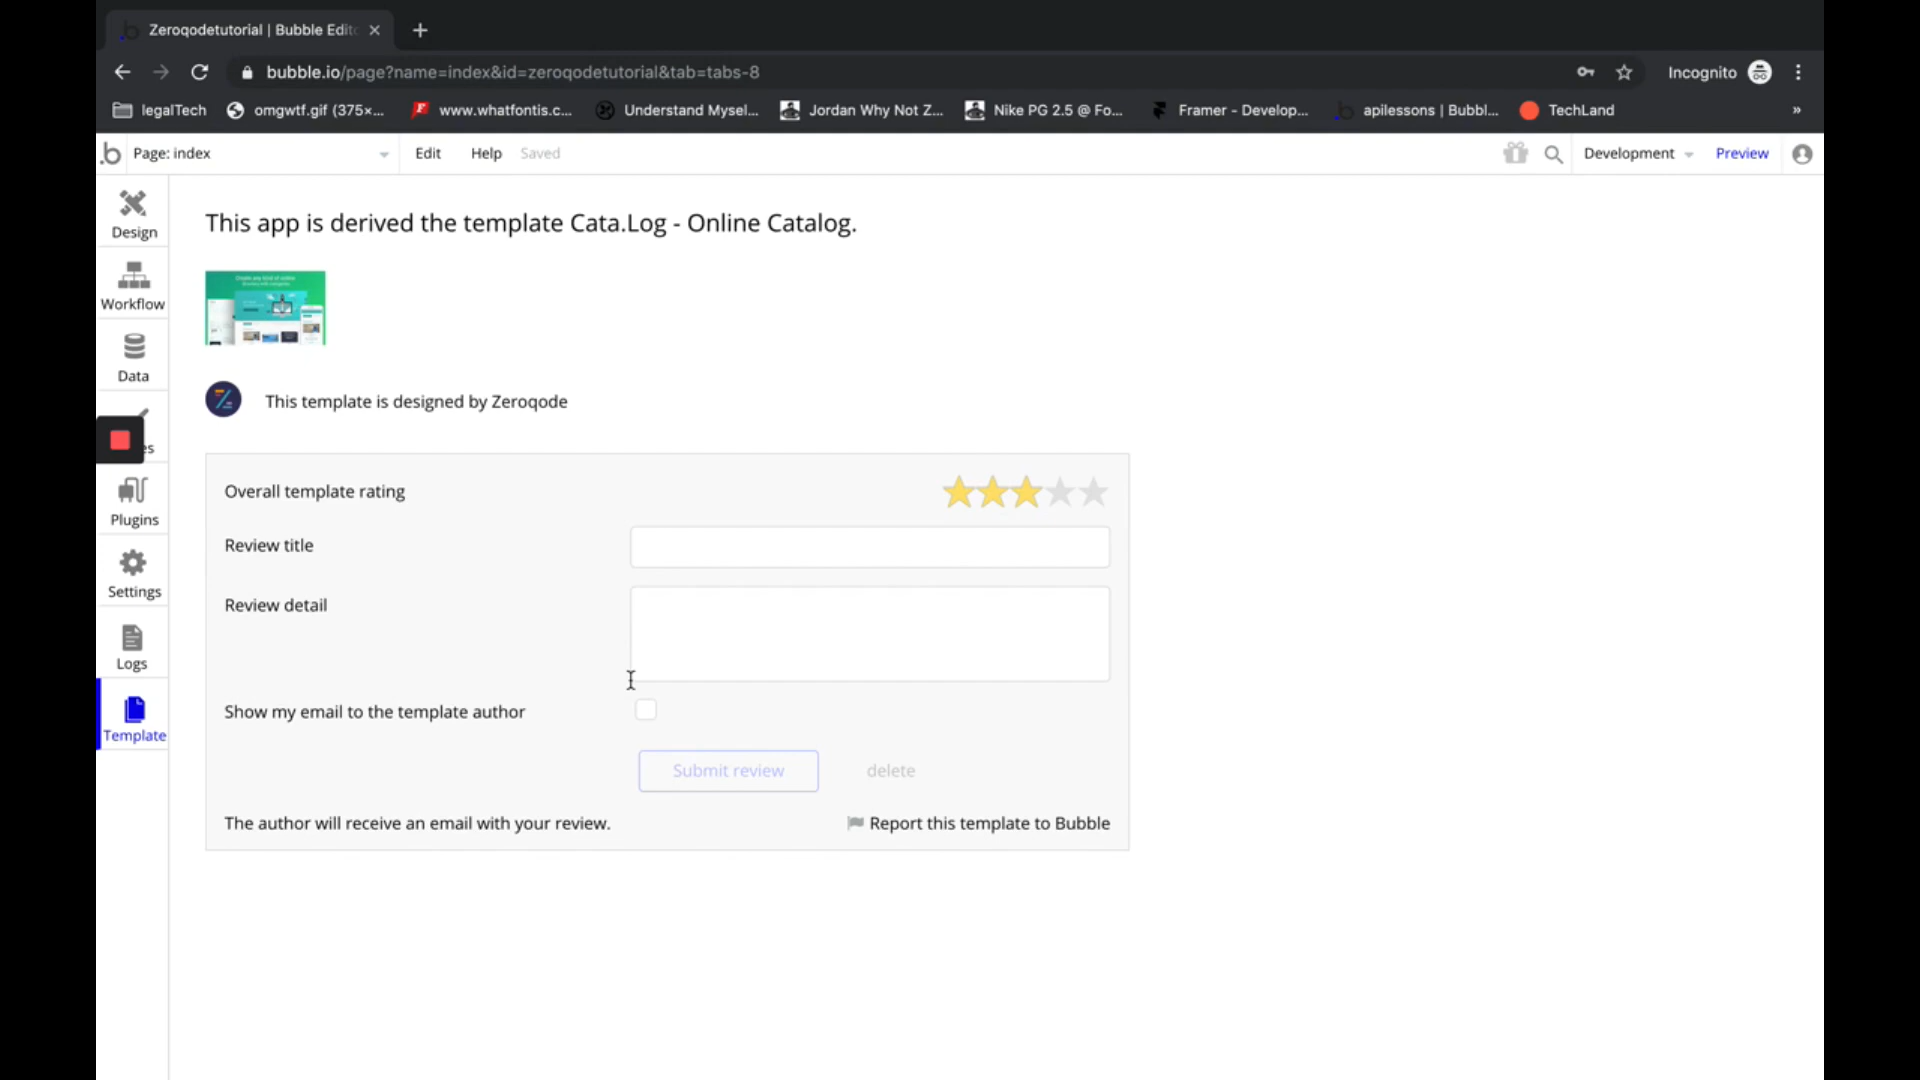 Zeroqodetutorial | Bubble Edit
bubble.io/page?name=index&id=zeroqodetutorial&tab=tabs-8
Incognito
legalTech
omgwtf.gif (375×...
www.whatfontis.c...
Understand Mysel...
Jordan Why Not Z...
Nike PG 2.5 @ Fo...
Framer - Develop...
apilessons | Bubbl...
TechLand
»
.b
Page: index
Edit
Help
Saved
Development
Preview
Design
Workflow
Data
es
Plugins
Settings
Logs
Template
This app is derived the template Cata.Log - Online Catalog.
This template is designed by Zeroqode
Overall template rating
Review title
Review detail
Show my email to the template author
Submit review
delete
The author will receive an email with your review.
Report this template to Bubble